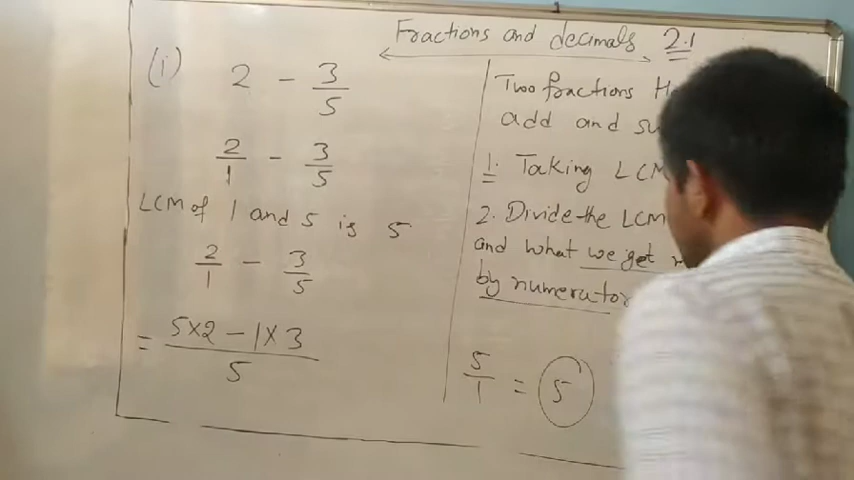 Fractions and decimals 2.1
(i) 2 - 3/5
2/1 - 3/5
LCM of 1 and 5 is 5
2/1 - 3/5
= 5×2 - 1×3 / 5
Two fractions
add and
1. Taking LCM
2. Divide the LCM
and what we get
by numerator
5/1 = 5